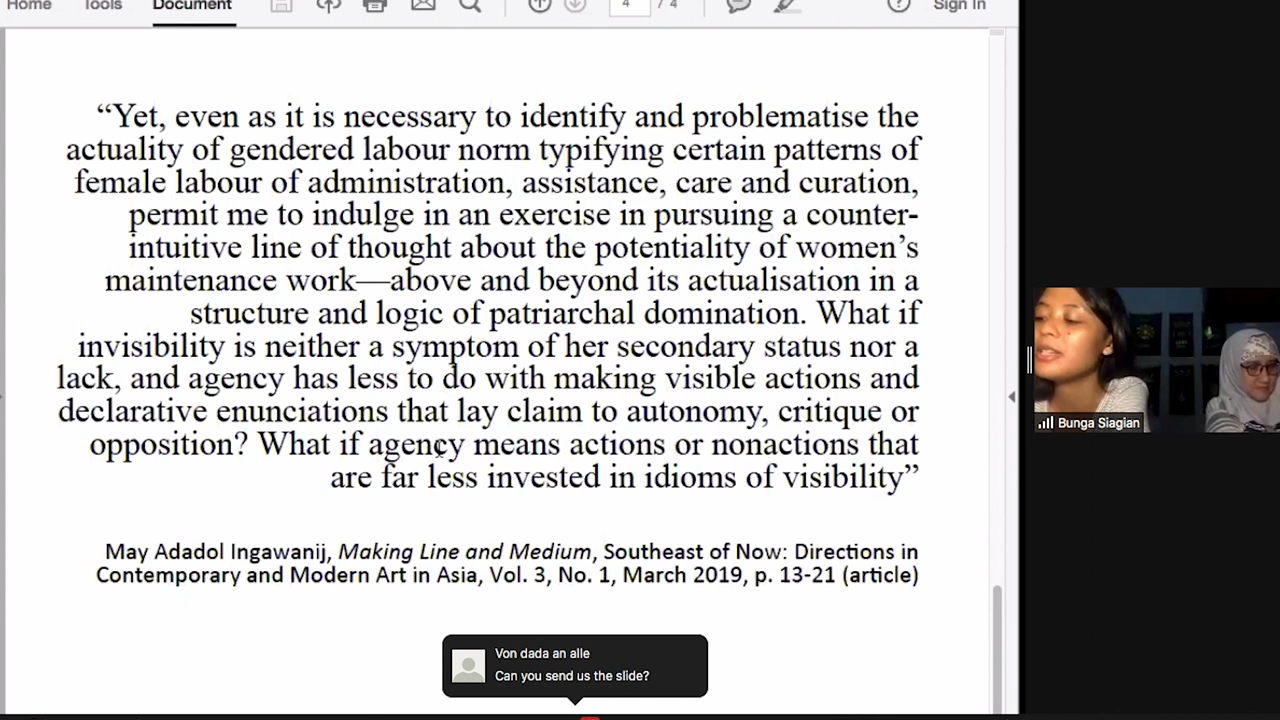 Home Tools Document 4 / 4 Sign In
“Yet, even as it is necessary to identify and problematise the
actuality of gendered labour norm typifying certain patterns of
female labour of administration, assistance, care and curation,
permit me to indulge in an exercise in pursuing a counter-
intuitive line of thought about the potentiality of women’s
maintenance work—above and beyond its actualisation in a
structure and logic of patriarchal domination. What if
invisibility is neither a symptom of her secondary status nor a
lack, and agency has less to do with making visible actions and
declarative enunciations that lay claim to autonomy, critique or
opposition? What if agency means actions or nonactions that
are far less invested in idioms of visibility”
May Adadol Ingawanij, Making Line and Medium, Southeast of Now: Directions in
Contemporary and Modern Art in Asia, Vol. 3, No. 1, March 2019, p. 13-21 (article)
Bunga Siagian
Von dada an alle
Can you send us the slide?